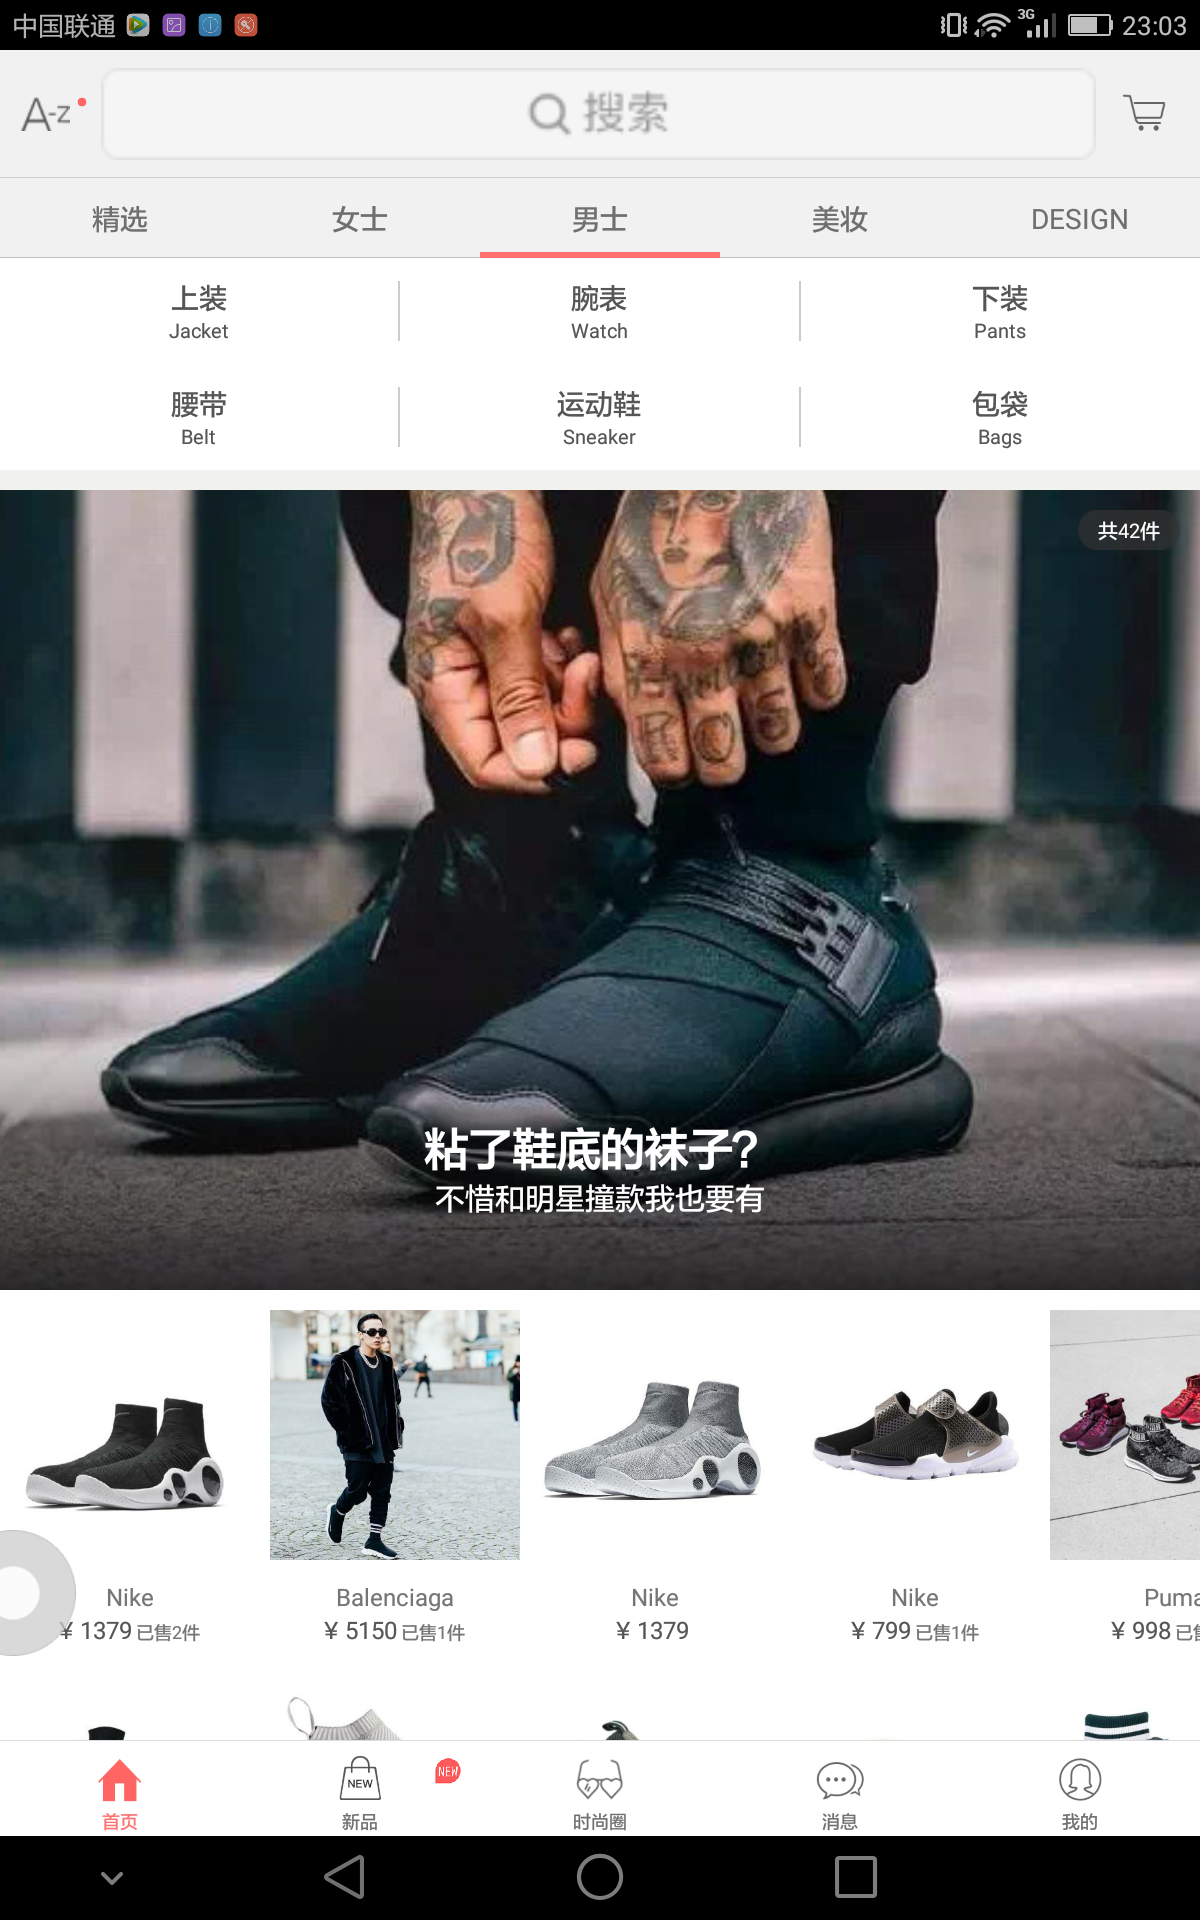 中国联通
3G
23:03
A-Z
搜索
精选 女士 男士 美妆 DESIGN
上装 腕表 下装
Jacket Watch Pants
腰带 运动鞋 包袋
Belt Sneaker Bags
共42件
粘了鞋底的袜子?
不惜和明星撞款我也要有
Nike Balenciaga Nike Nike Puma
¥ 1379 已售2件 ¥ 5150 已售1件 ¥ 1379 ¥ 799 已售1件 ¥ 998 已售
NEW NEW
首页 新品 时尚圈 消息 我的